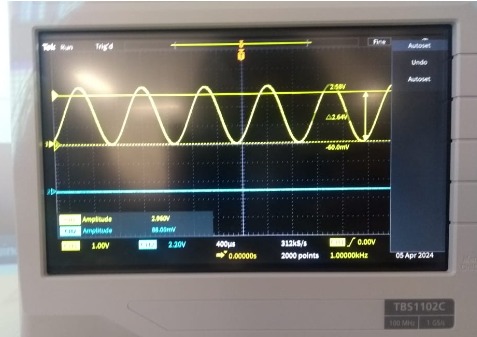 Tek Run Trig'd
Fine
Autoset
Undo
Autoset
2.58V
△2.64V
-60.0mV
Amplitude 2.960V
Amplitude 88.00mV
1.00V 2.20V 400µs 312kS/s 0.00V
0.00000s 2000 points 1.00000kHz 05 Apr 2024
TBS1102C
100 MHz 1 GS/s